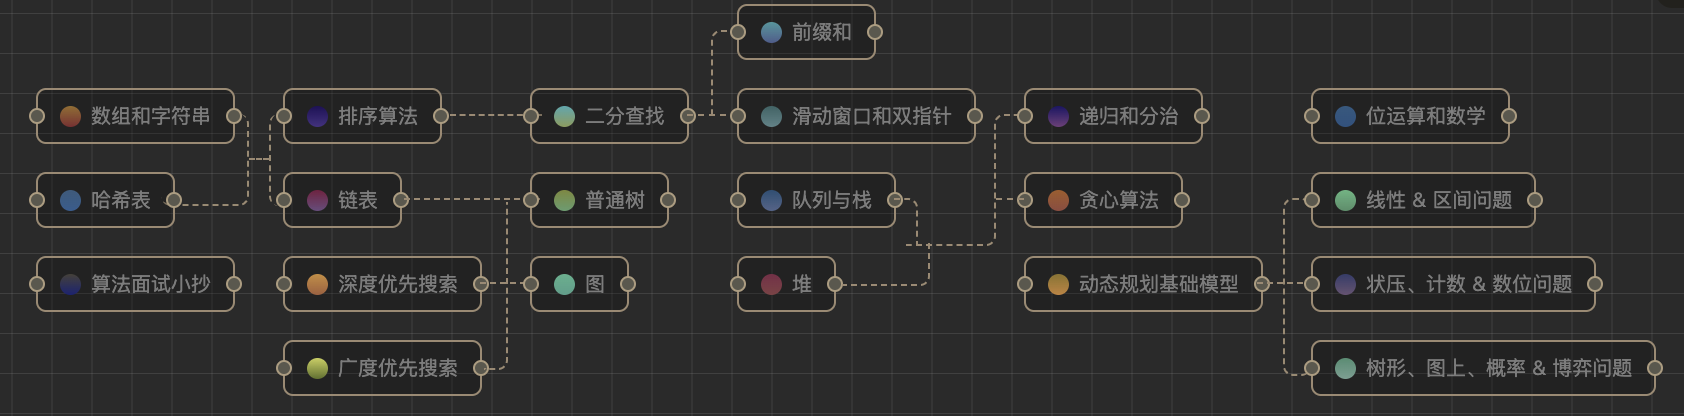 前缀和
数组和字符串
排序算法
二分查找
滑动窗口和双指针
递归和分治
位运算和数学
哈希表
链表
普通树
队列与栈
贪心算法
线性 & 区间问题
算法面试小抄
深度优先搜索
图
堆
动态规划基础模型
状压、计数 & 数位问题
广度优先搜索
树形、图上、概率 & 博弈问题